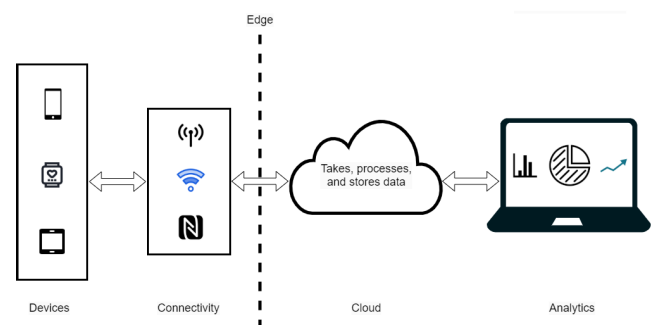 Edge
Takes, processes,
and stores data
Devices
Connectivity
Cloud
Analytics